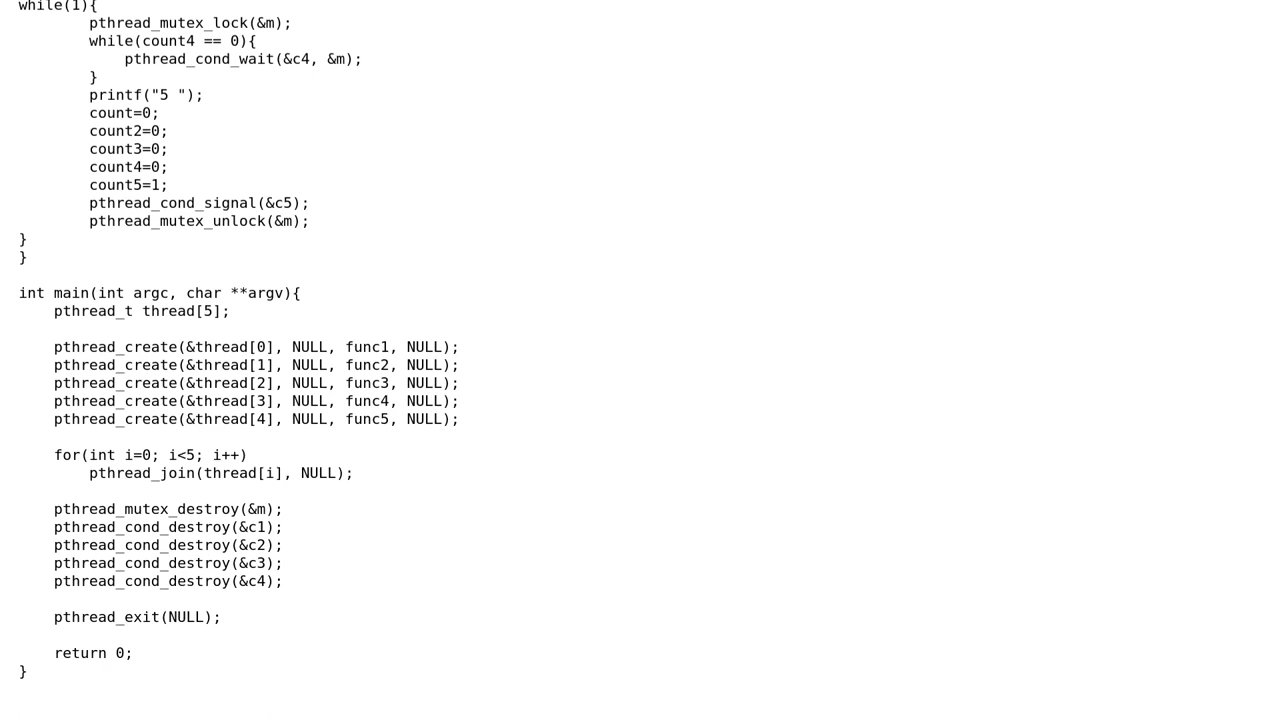 while(1){
        pthread_mutex_lock(&m);
        while(count4 == 0){
            pthread_cond_wait(&c4, &m);
        }
        printf("5 ");
        count=0;
        count2=0;
        count3=0;
        count4=0;
        count5=1;
        pthread_cond_signal(&c5);
        pthread_mutex_unlock(&m);
}
}

int main(int argc, char **argv){
    pthread_t thread[5];

    pthread_create(&thread[0], NULL, func1, NULL);
    pthread_create(&thread[1], NULL, func2, NULL);
    pthread_create(&thread[2], NULL, func3, NULL);
    pthread_create(&thread[3], NULL, func4, NULL);
    pthread_create(&thread[4], NULL, func5, NULL);

    for(int i=0; i<5; i++)
        pthread_join(thread[i], NULL);

    pthread_mutex_destroy(&m);
    pthread_cond_destroy(&c1);
    pthread_cond_destroy(&c2);
    pthread_cond_destroy(&c3);
    pthread_cond_destroy(&c4);

    pthread_exit(NULL);

    return 0;
}